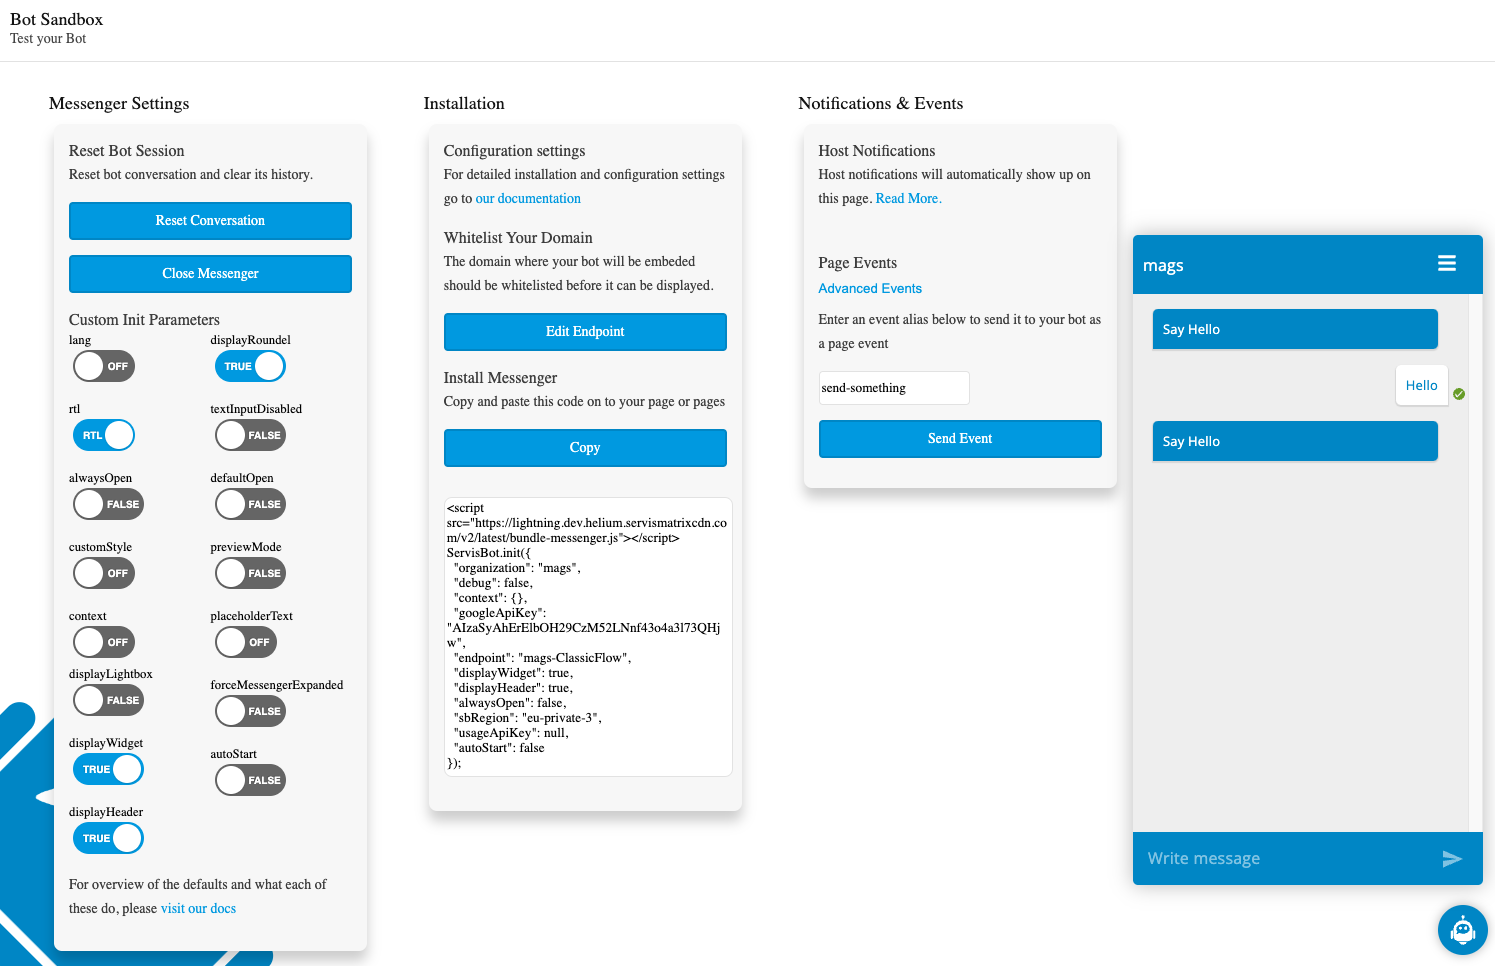 Bot Sandbox
Test your Bot
Messenger Settings
Reset Bot Session
Reset bot conversation and clear its history.
Reset Conversation
Close Messenger
Custom Init Parameters
lang
displayRoundel
OFF
TRUE
rtl
textInputDisabled
RTL
FALSE
alwaysOpen
defaultOpen
FALSE
FALSE
customStyle
previewMode
OFF
FALSE
context
placeholderText
OFF
OFF
displayLightbox
forceMessengerExpanded
FALSE
FALSE
displayWidget
autoStart
TRUE
FALSE
displayHeader
TRUE
For overview of the defaults and what each of
these do, please visit our docs
Installation
Configuration settings
For detailed installation and configuration settings
go to our documentation
Whitelist Your Domain
The domain where your bot will be embeded
should be whitelisted before it can be displayed.
Edit Endpoint
Install Messenger
Copy and paste this code on to your page or pages
Copy
<script
src="https://lightning.dev.helium.servismatrixcdn.co
m/v2/latest/bundle-messenger.js"></script>
ServisBot.init({
"organization": "mags",
"debug": false,
"context": {},
"googleApiKey":
"AIzaSyAhErElbOH29CzM52LNnf43o4a3l73QHj
w",
"endpoint": "mags-ClassicFlow",
"displayWidget": true,
"displayHeader": true,
"alwaysOpen": false,
"sbRegion": "eu-private-3",
"usageApiKey": null,
"autoStart": false
});
Notifications & Events
Host Notifications
Host notifications will automatically show up on
this page. Read More.
Page Events
Advanced Events
Enter an event alias below to send it to your bot as
a page event
send-something
Send Event
mags
Say Hello
Hello
Say Hello
Write message